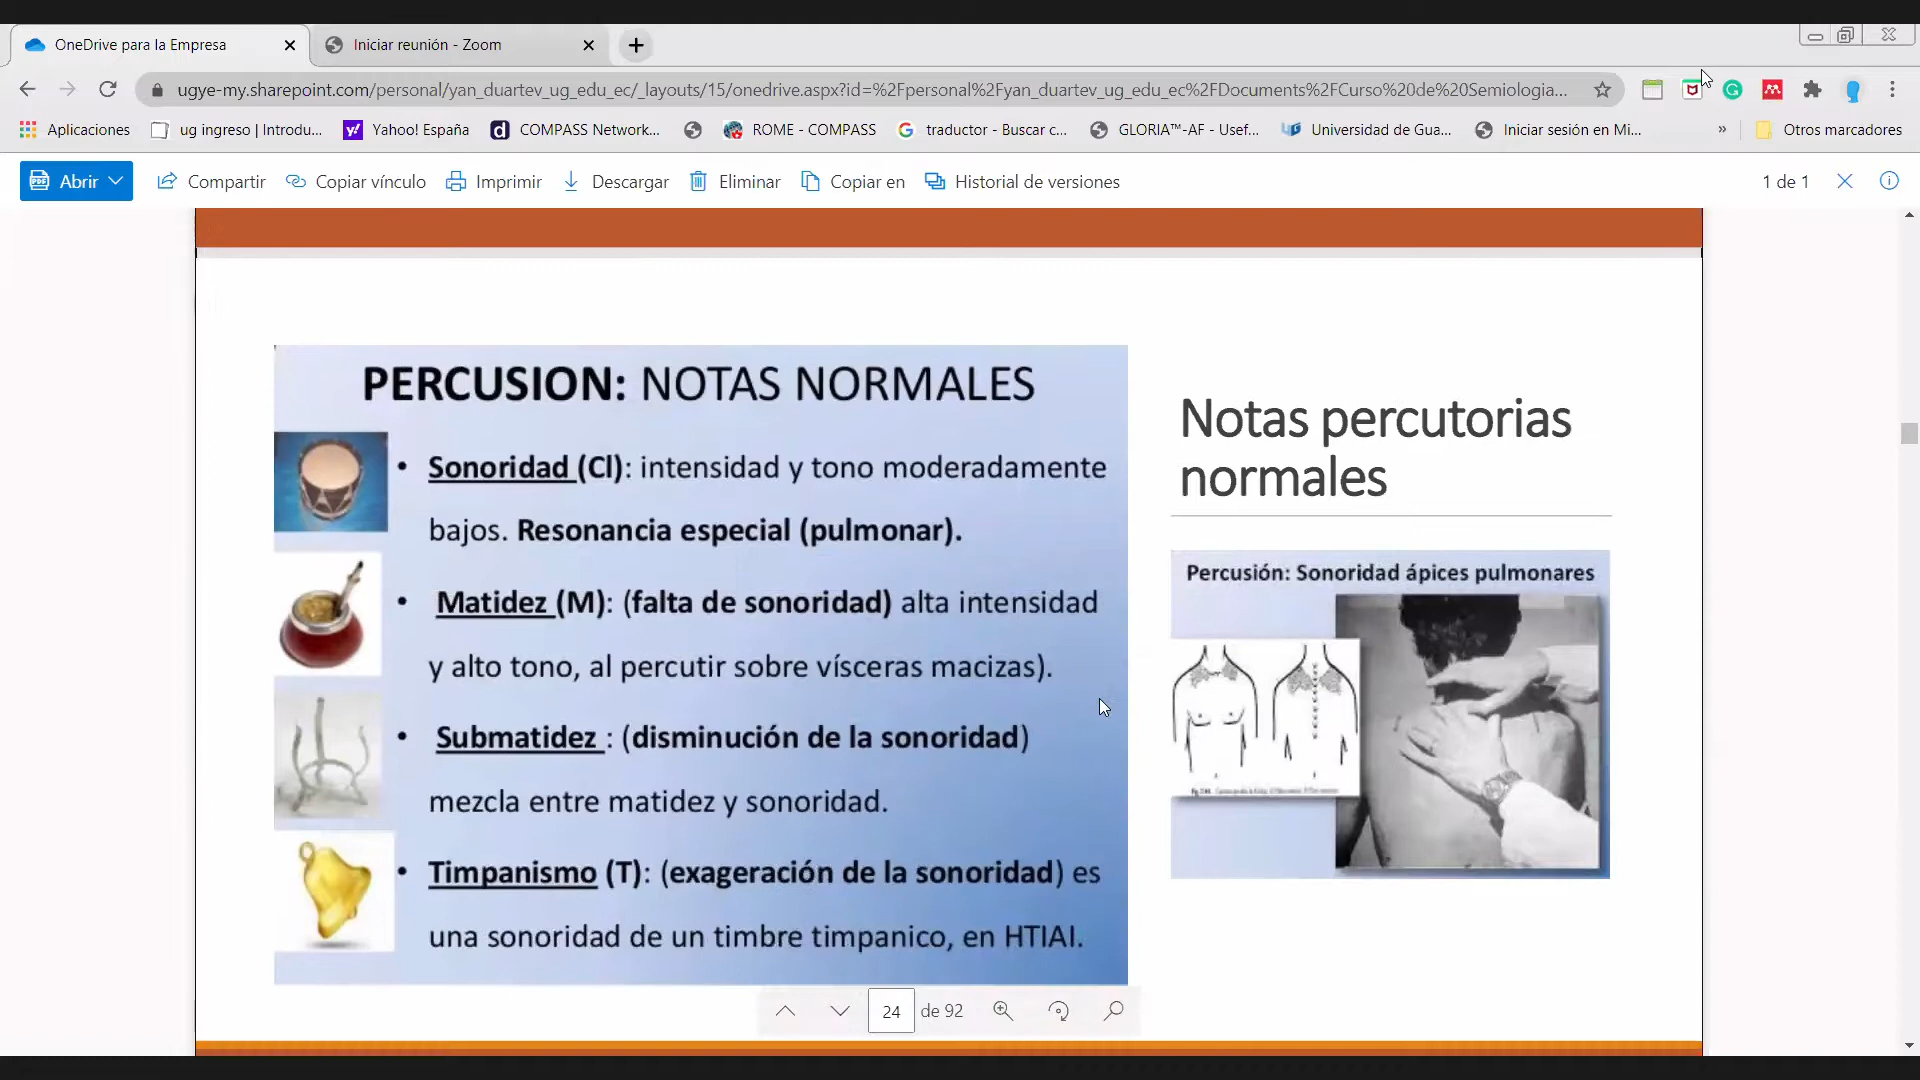 OneDrive para la Empresa
Iniciar reunión - Zoom
ugye-my.sharepoint.com/personal/yan_duartev_ug_edu_ec/_layouts/15/onedrive.aspx?id=%2Fpersonal%2Fyan_duartev_ug_edu_ec%2FDocuments%2FCurso%20de%20Semiologia...
Aplicaciones
ug ingreso | Introdu...
Yahoo! España
COMPASS Network...
ROME - COMPASS
traductor - Buscar c...
GLORIA™-AF - Usef...
Universidad de Gua...
Iniciar sesión en Mi...
»
Otros marcadores
Abrir
Compartir
Copiar vínculo
Imprimir
Descargar
Eliminar
Copiar en
Historial de versiones
1 de 1
PERCUSION: NOTAS NORMALES
• Sonoridad (Cl): intensidad y tono moderadamente
bajos. Resonancia especial (pulmonar).
• Matidez (M): (falta de sonoridad) alta intensidad
y alto tono, al percutir sobre vísceras macizas).
• Submatidez : (disminución de la sonoridad)
mezcla entre matidez y sonoridad.
• Timpanismo (T): (exageración de la sonoridad) es
una sonoridad de un timbre timpanico, en HTIAI.
Notas percutorias
normales
Percusión: Sonoridad ápices pulmonares
24 de 92